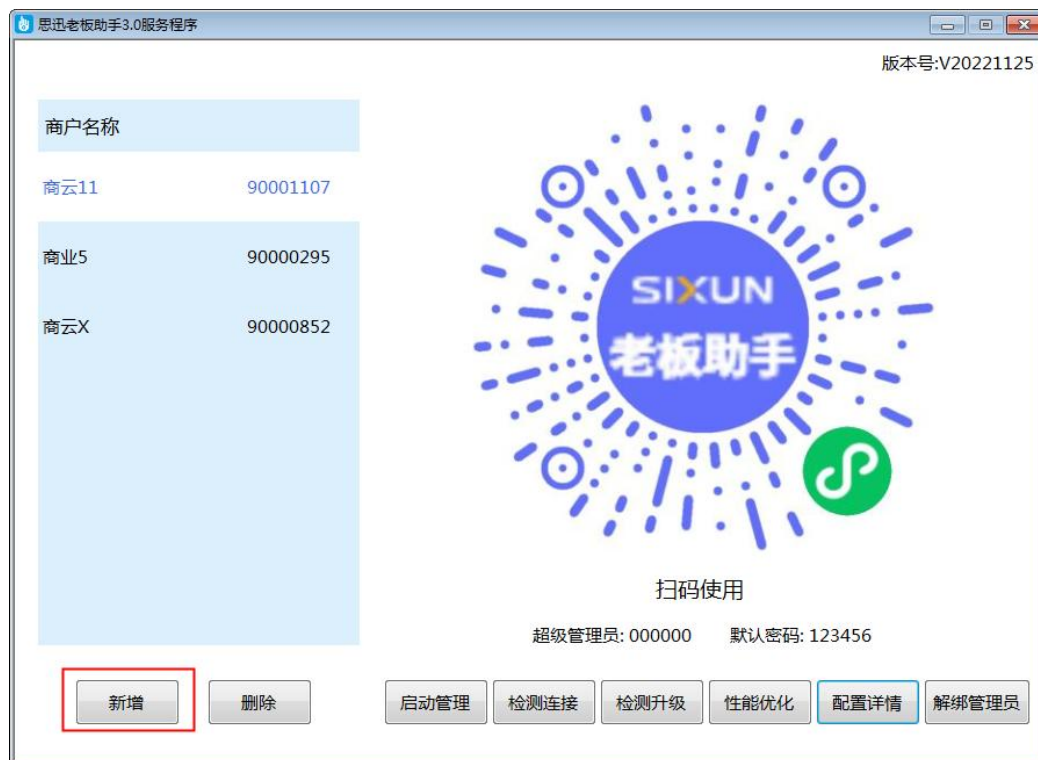 思迅老板助手3.0服务程序
版本号:V20221125
商户名称
商云11 90001107
商业5 90000295
商云X 90000852
SIXUN
老板助手
扫码使用
超级管理员: 000000 默认密码: 123456
新增 删除 启动管理 检测连接 检测升级 性能优化 配置详情 解绑管理员